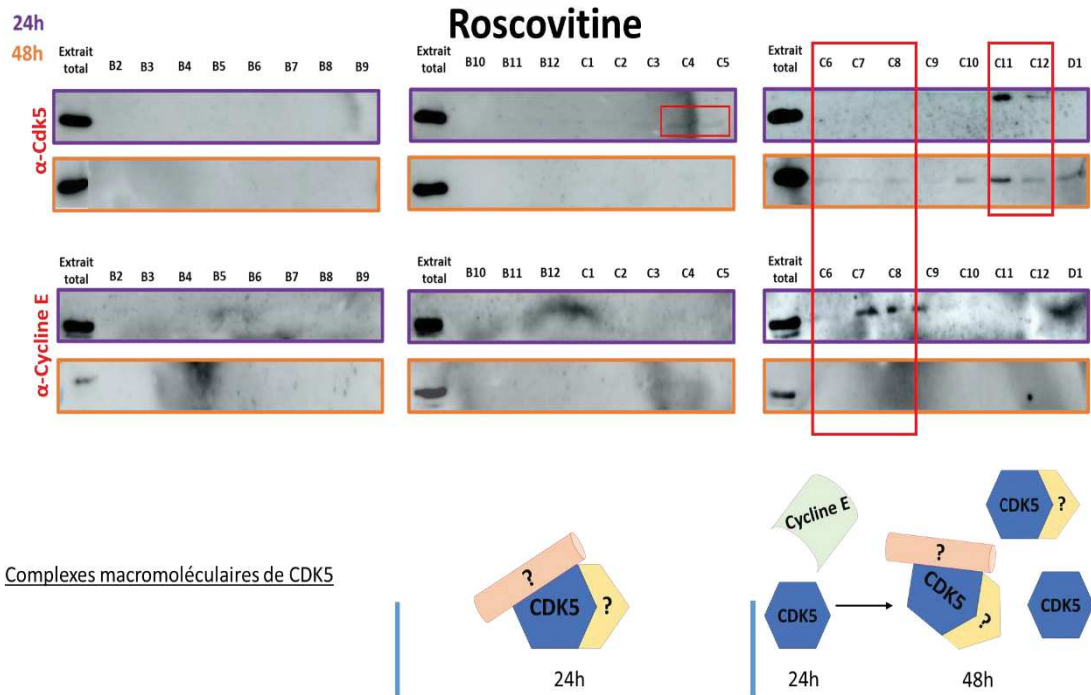 Roscovitine
24h
48h
Extrait total B2 B3 B4 B5 B6 B7 B8 B9
Extrait total B10 B11 B12 C1 C2 C3 C4 C5
Extrait total C6 C7 C8 C9 C10 C11 C12 D1
α-Cdk5
Extrait total B2 B3 B4 B5 B6 B7 B8 B9
Extrait total B10 B11 B12 C1 C2 C3 C4 C5
Extrait total C6 C7 C8 C9 C10 C11 C12 D1
α-Cycline E
Complexes macromoléculaires de CDK5
?
CDK5 ?
24h
Cycline E
CDK5
24h
?
CDK5
?
48h
CDK5 ?
CDK5